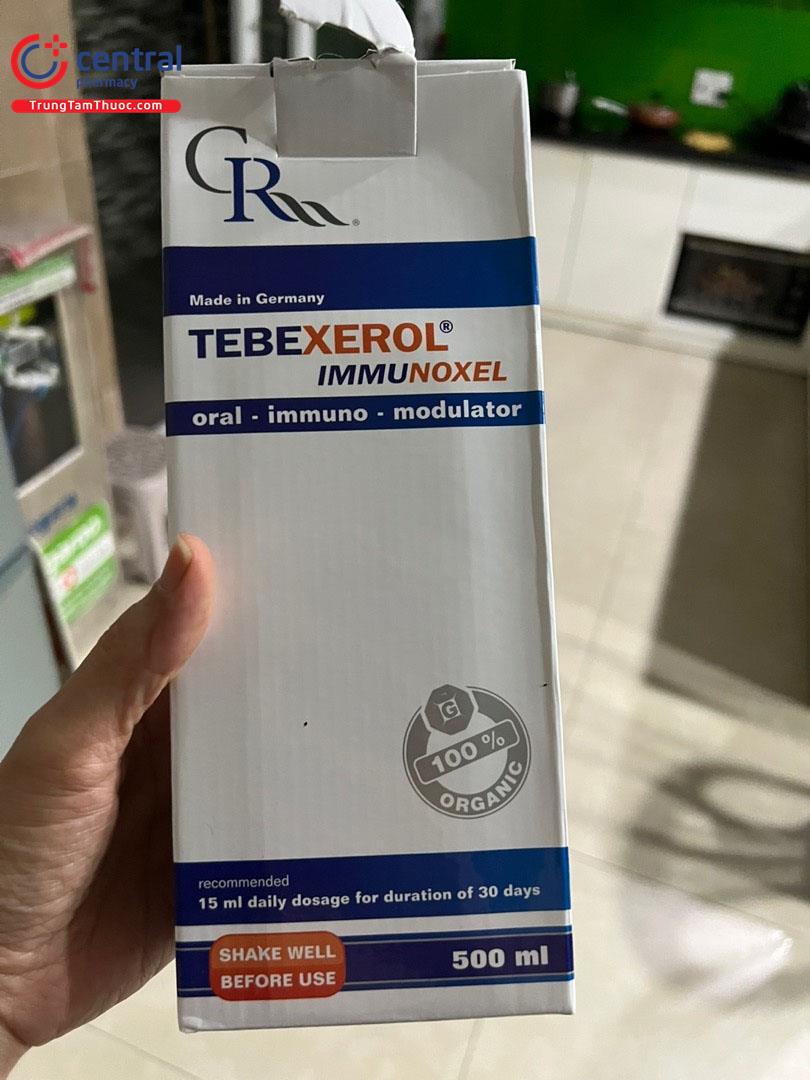 central
pharmacy
TrungTamThuoc.com
CRM
®
Made in Germany
TEBEXEROL®
IMMUNOXEL
oral - immuno - modulator
G
100 %
ORGANIC
recommended
15 ml daily dosage for duration of 30 days
SHAKE WELL
BEFORE USE
500 ml